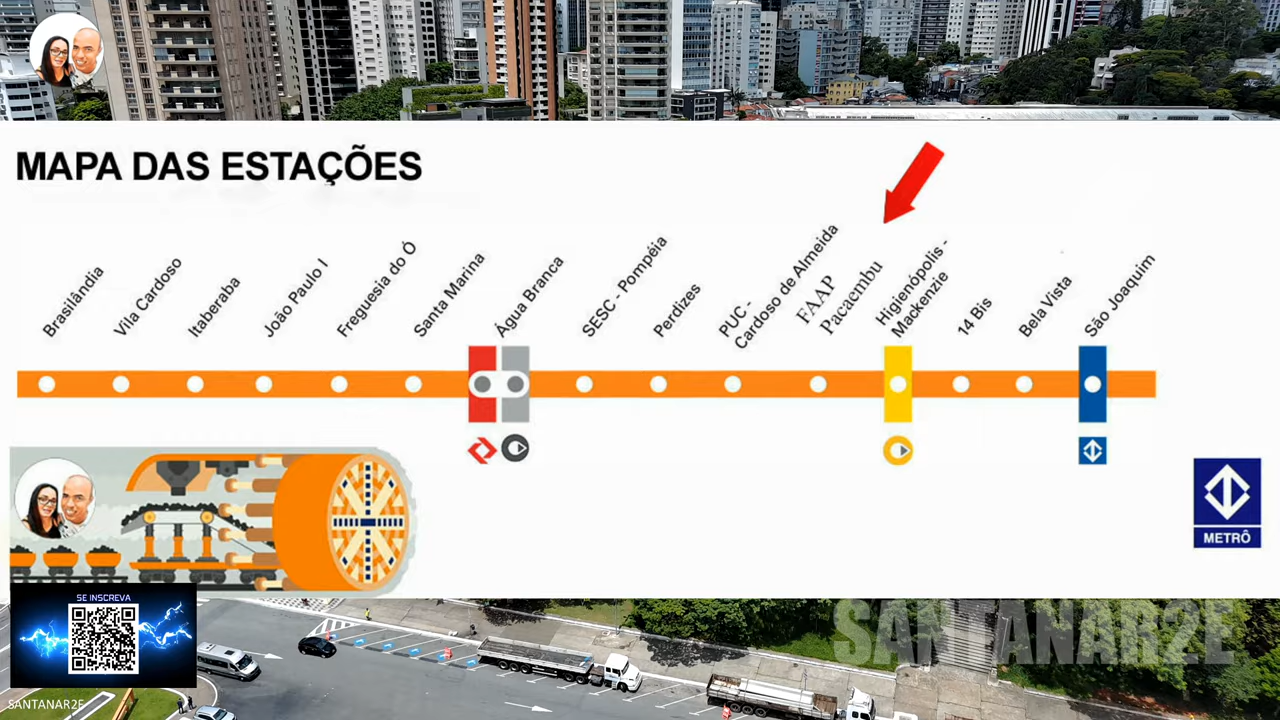 MAPA DAS ESTAÇÕES
Brasilândia
Vila Cardoso
Itaberaba
João Paulo I
Freguesia do Ó
Santa Marina
Água Branca
SESC - Pompéia
Perdizes
PUC -
Cardoso de Almeida
FAAP
Pacaembu
Higienópolis -
Mackenzie
14 Bis
Bela Vista
São Joaquim
METRÔ
SE INSCREVA
SANTANAR2E
SANTANAR2E